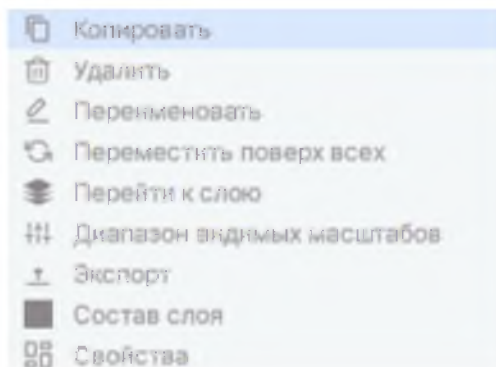 Копировать
Удалить
Переименовать
Переместить поверх всех
Перейти к слою
Диапазон видимых масштабов
Экспорт
Состав слоя
Свойства